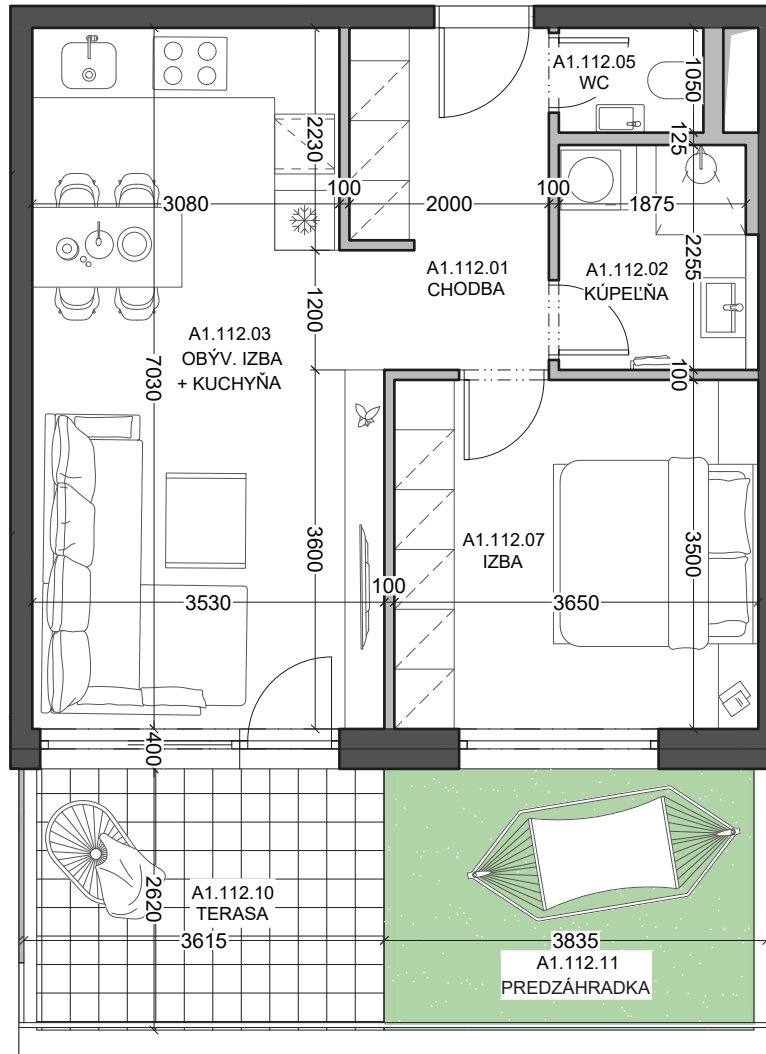 A1.112.05
WC
1050
125
2230
3080
100
2000
100
1875
2255
A1.112.01
CHODBA
A1.112.02
KÚPEĽŇA
1200
A1.112.03
OBÝV. IZBA
+ KUCHYŇA
7030
100
3600
A1.112.07
IZBA
3500
100
3530
3650
400
2620
A1.112.10
TERASA
3615
3835
A1.112.11
PREDZÁHRADKA